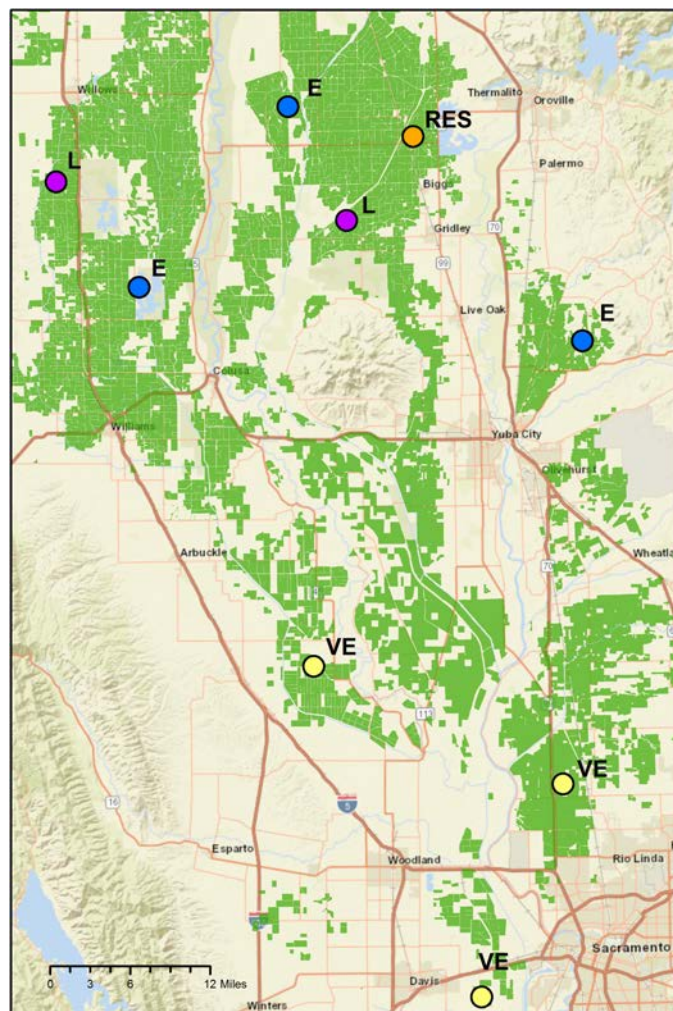 Willows
E
Thermalito
Oroville
RES
Palermo
L
Biggs
L
Gridley
70
99
E
Live Oak
E
Colusa
Williams
Yuba City
Olivehurst
Arbuckle
70
Wheatla
VE
113
VE
16
5
Esparto
Woodland
Rio Linda
Sacramento
VE
Davis
0 3 6 12 Miles
Winters